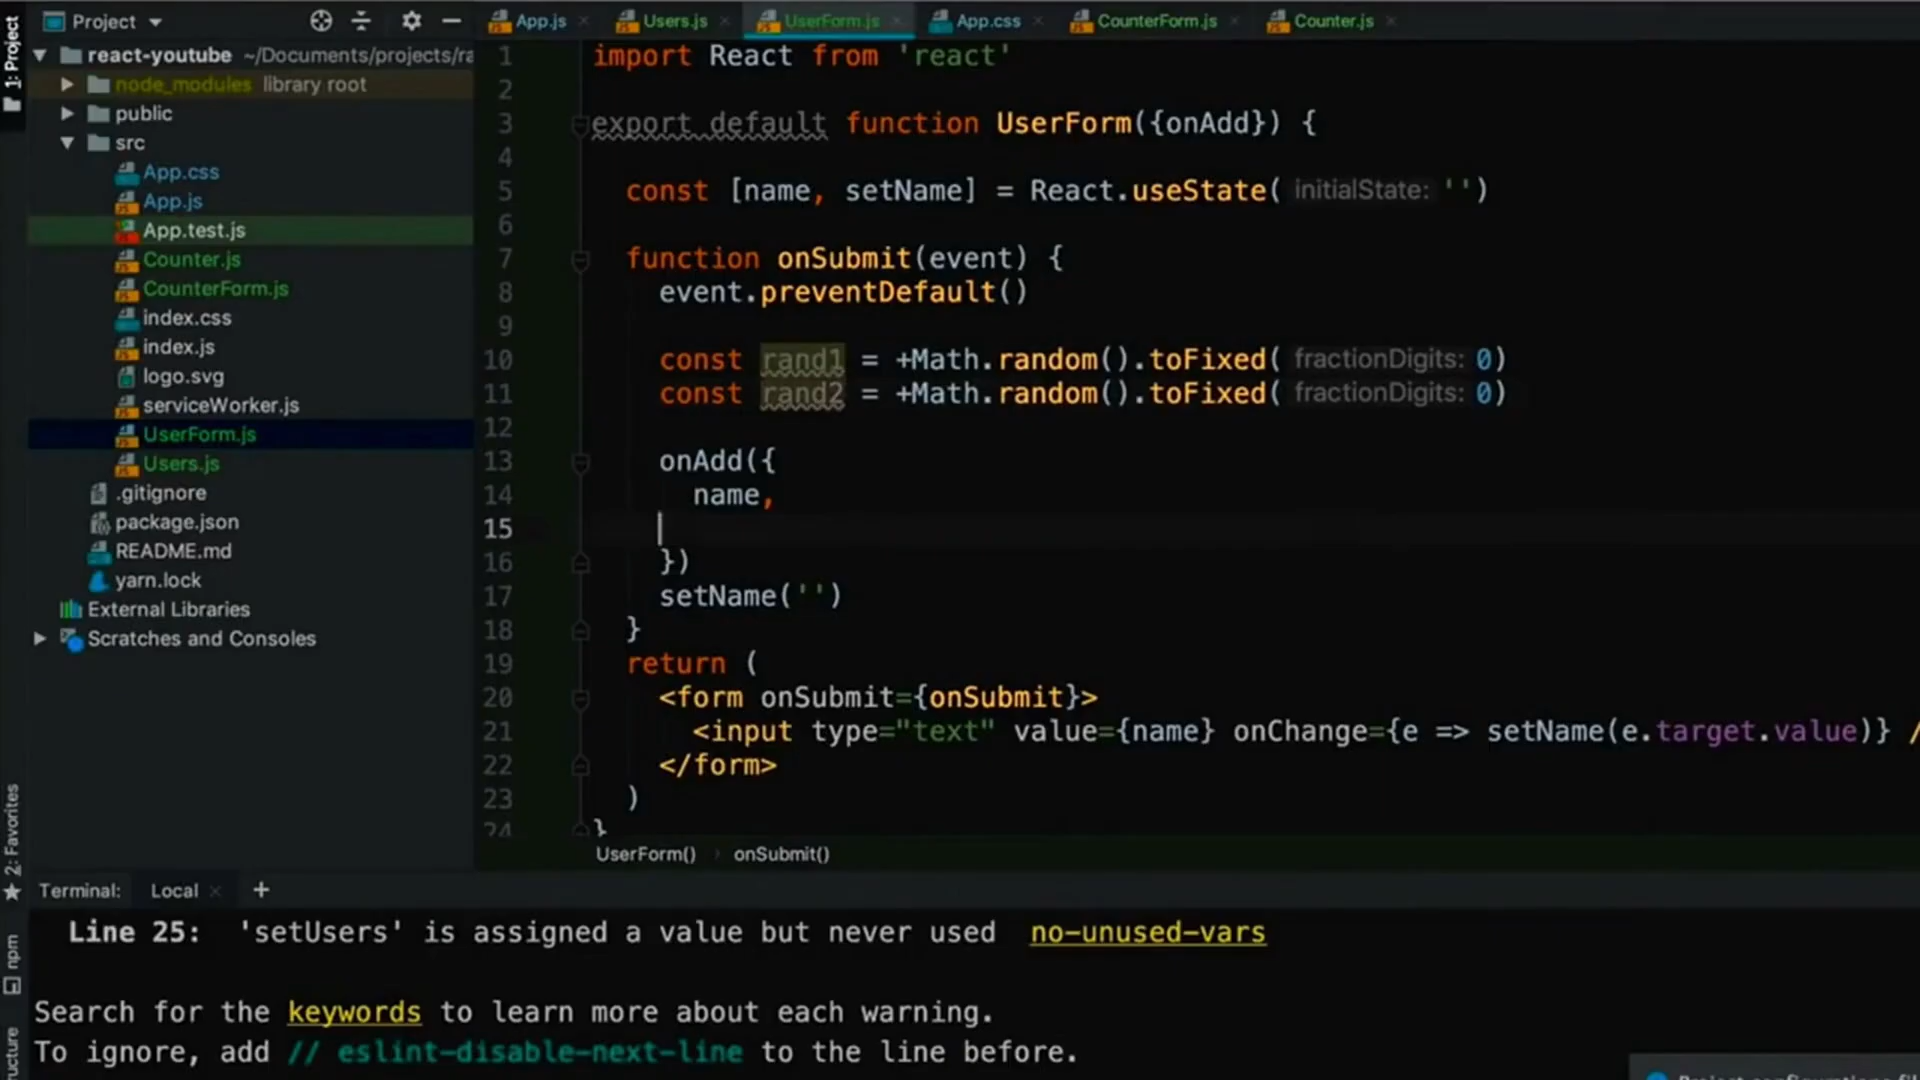 1: Project
Project
App.js
Users.js
UserForm.js
App.css
CounterForm.js
Counter.js
react-youtube ~/Documents/projects/ra
node_modules library root
public
src
App.css
App.js
App.test.js
Counter.js
CounterForm.js
index.css
index.js
logo.svg
serviceWorker.js
UserForm.js
Users.js
.gitignore
package.json
README.md
yarn.lock
External Libraries
Scratches and Consoles
1 import React from 'react'
2
3 export default function UserForm({onAdd}) {
4
5 const [name, setName] = React.useState( initialState: '')
6
7 function onSubmit(event) {
8 event.preventDefault()
9
10 const rand1 = +Math.random().toFixed( fractionDigits: 0)
11 const rand2 = +Math.random().toFixed( fractionDigits: 0)
12
13 onAdd({
14 name,
15
16 })
17 setName('')
18 }
19 return (
20 <form onSubmit={onSubmit}>
21 <input type="text" value={name} onChange={e => setName(e.target.value)} /
22 </form>
23 )
24 }
UserForm() onSubmit()
2: Favorites
npm
Terminal: Local +
Line 25: 'setUsers' is assigned a value but never used no-unused-vars
Search for the keywords to learn more about each warning.
To ignore, add // eslint-disable-next-line to the line before.